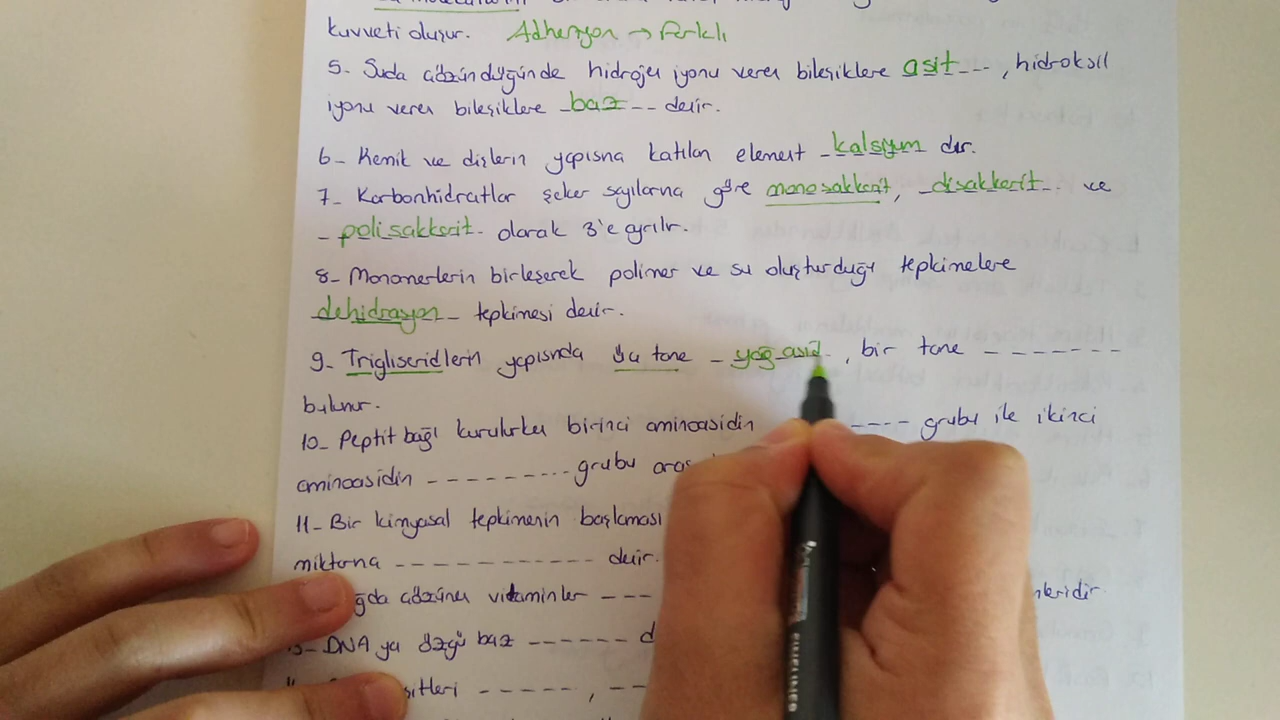 kuvveti oluşur. Adhezyon → Farklı
5- Suda çözündüğünde hidrojen iyonu veren bileşiklere asit---, hidroksil
iyonu veren bileşiklere -baz-- denir.
6- Kemik ve dişlerin yapısına katılan element -kalsiyum dur.
7- Karbonhidratlar şeker sayılarına göre monosakkarit, -disakkarit- ve
-polisakkarit- olarak 3'e ayrılır.
8- Monomerlerin birleşerek polimer ve su oluşturduğu tepkimelere
dehidrasyon- tepkimesi denir.
9- Trigliseridlerin yapısında üç tane -yağ asid, bir tane -------
bulunur.
10- Peptit bağı kurulurken birinci aminoasidin ---- grubu ile ikinci
aminoasidin --------- grubu
11- Bir kimyasal tepkimenin başlaması
miktarına ----------- denir.
çözünen vitaminler ---
DNA ya özgü baz ------
-----, --